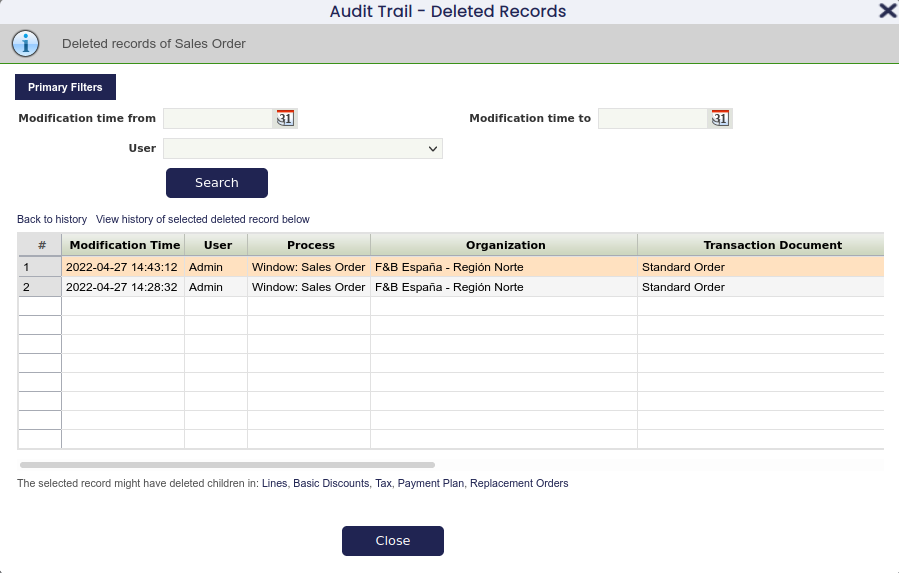 Audit Trail - Deleted Records
Deleted records of Sales Order
Primary Filters
Modification time from 31 Modification time to 31
User
Search
Back to history View history of selected deleted record below
# Modification Time User Process Organization Transaction Document
1 2022-04-27 14:43:12 Admin Window: Sales Order F&B España - Región Norte Standard Order
2 2022-04-27 14:28:32 Admin Window: Sales Order F&B España - Región Norte Standard Order
The selected record might have deleted children in: Lines, Basic Discounts, Tax, Payment Plan, Replacement Orders
Close